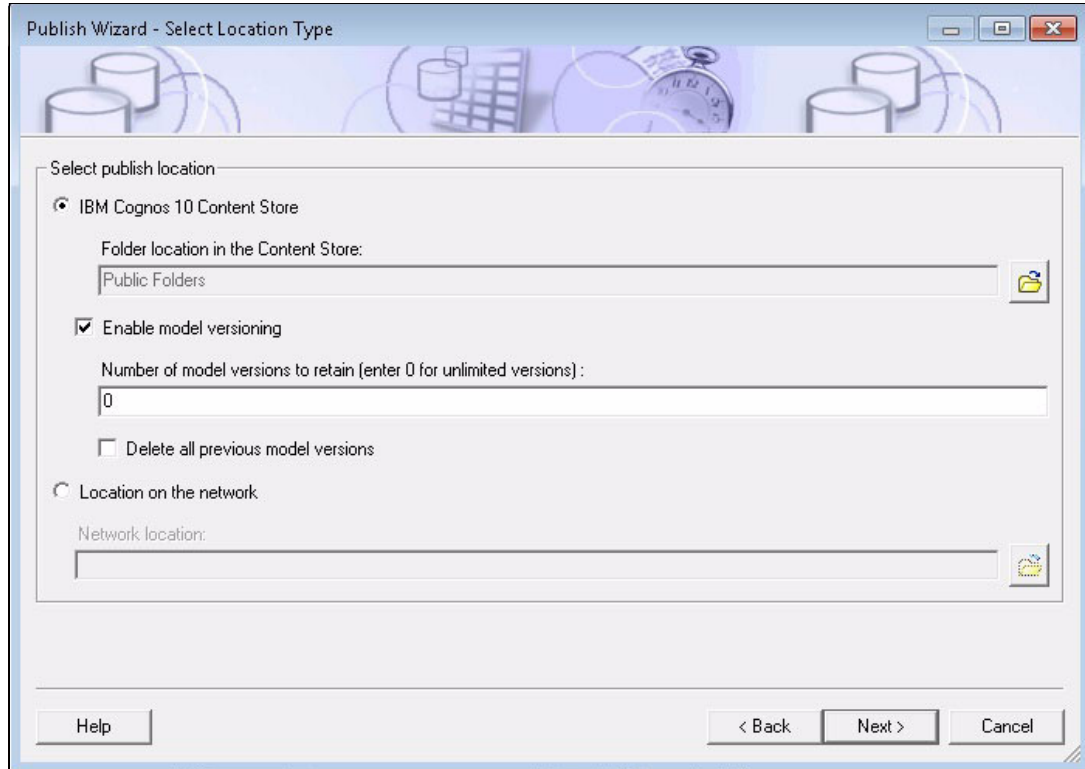 Publish Wizard - Select Location Type
Select publish location
IBM Cognos 10 Content Store
Folder location in the Content Store:
Public Folders
Enable model versioning
Number of model versions to retain (enter 0 for unlimited versions) :
0
Delete all previous model versions
Location on the network
Network location:
Help
< Back
Next >
Cancel